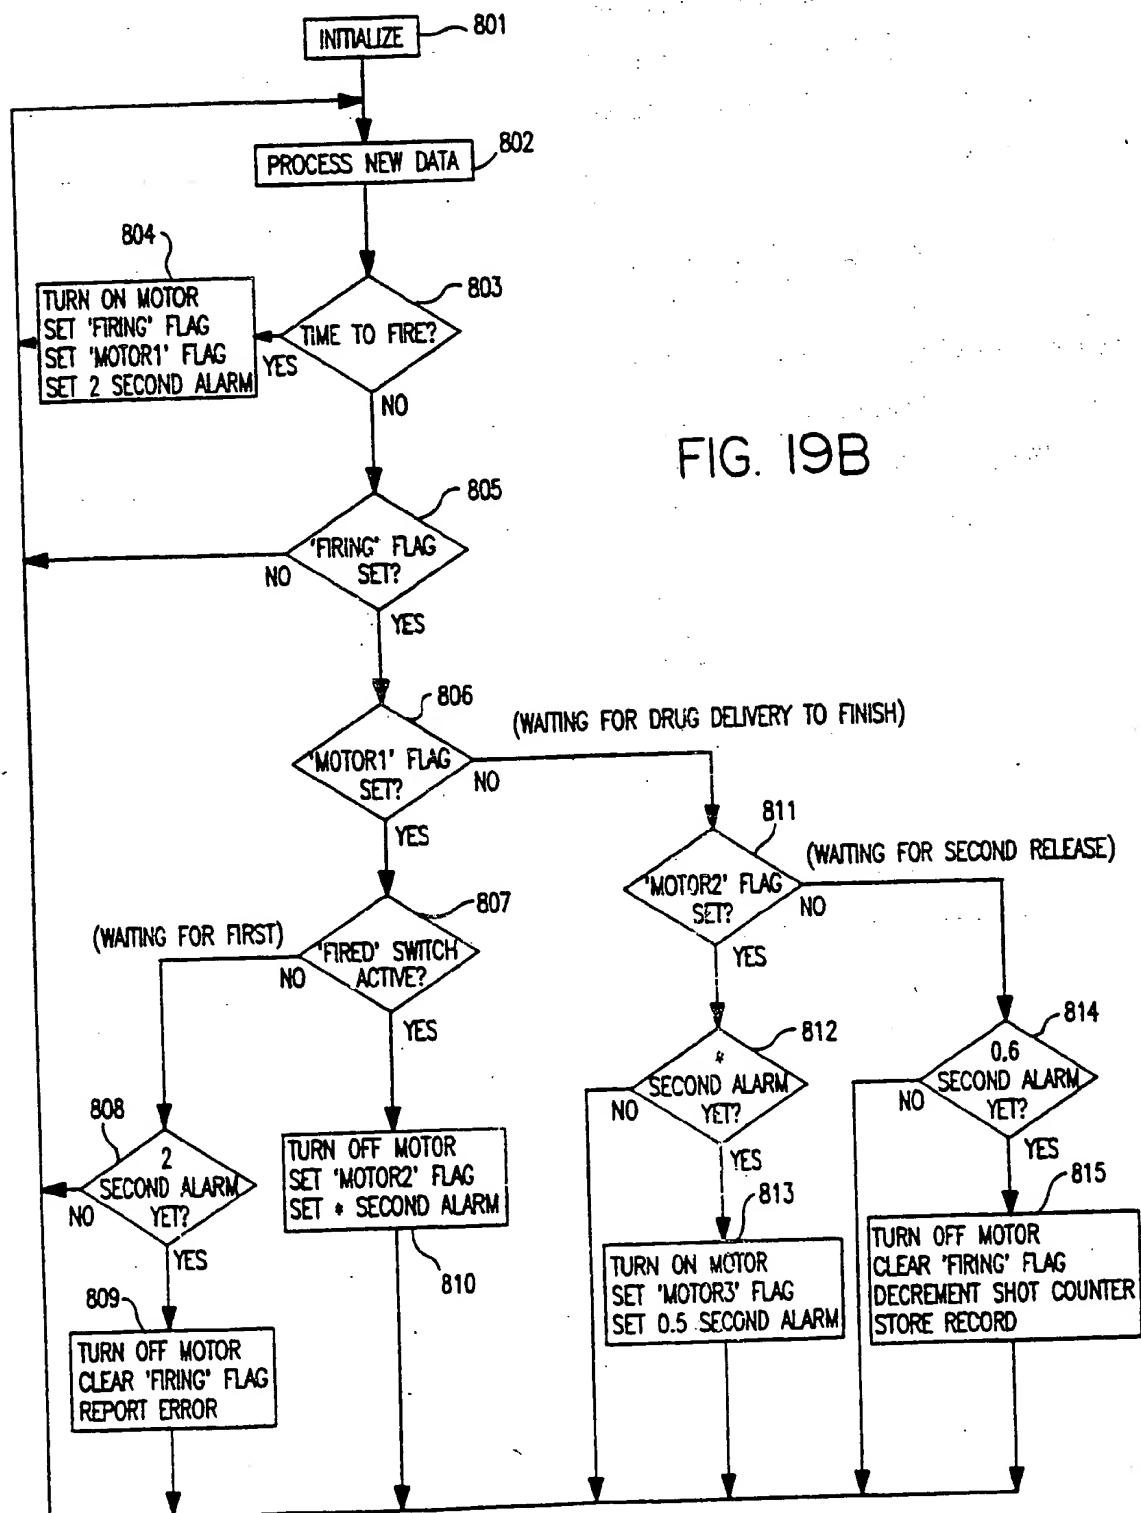 INITIALIZE
801
PROCESS NEW DATA
802
804
TURN ON MOTOR
SET 'FIRING' FLAG
SET 'MOTOR1' FLAG
SET 2 SECOND ALARM
803
TIME TO FIRE?
YES
NO
FIG. 19B
805
'FIRING' FLAG
SET?
NO
YES
806
'MOTOR1' FLAG
SET?
(WAITING FOR DRUG DELIVERY TO FINISH)
NO
YES
811
'MOTOR2' FLAG
SET?
(WAITING FOR SECOND RELEASE)
NO
YES
807
'FIRED' SWITCH
ACTIVE?
(WAITING FOR FIRST)
NO
YES
812
*
SECOND ALARM
YET?
NO
YES
814
0.6
SECOND ALARM
YET?
NO
YES
808
2
SECOND ALARM
YET?
NO
YES
TURN OFF MOTOR
SET 'MOTOR2' FLAG
SET * SECOND ALARM
810
813
TURN ON MOTOR
SET 'MOTOR3' FLAG
SET 0.5 SECOND ALARM
815
TURN OFF MOTOR
CLEAR 'FIRING' FLAG
DECREMENT SHOT COUNTER
STORE RECORD
809
TURN OFF MOTOR
CLEAR 'FIRING' FLAG
REPORT ERROR